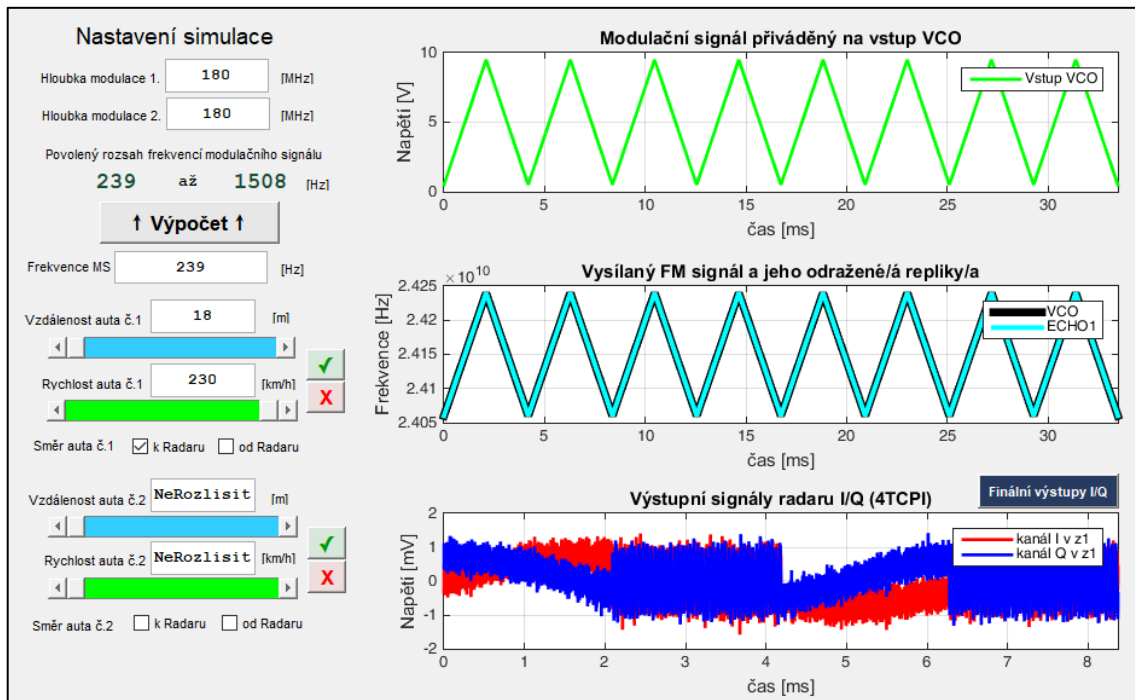 Nastavení simulace
Hloubka modulace 1. 180 [MHz]
Hloubka modulace 2. 180 [MHz]
Povolený rozsah frekvencí modulačního signálu
239 až 1508 [Hz]
↑ Výpočet ↑
Frekvence MS 239 [Hz]
Vzdálenost auta č.1 18 [m]
Rychlost auta č.1 230 [km/h]
✓
X
Směr auta č.1 k Radaru od Radaru
Vzdálenost auta č.2 NeRozlisit [m]
Rychlost auta č.2 NeRozlisit [km/h]
✓
X
Směr auta č.2 k Radaru od Radaru
Modulační signál přiváděný na vstup VCO
Napětí [V]
10
5
0
Vstup VCO
0 5 10 15 20 25 30
čas [ms]
Vysílaný FM signál a jeho odražené/á repliky/a
× 10^10
Frekvence [Hz]
2.425
2.42
2.415
2.41
2.405
VCO
ECHO1
0 5 10 15 20 25 30
čas [ms]
Finální výstupy I/Q
Výstupní signály radaru I/Q (4TCPI)
Napětí [mV]
2
1
0
-1
-2
kanál I v z1
kanál Q v z1
0 1 2 3 4 5 6 7 8
čas [ms]